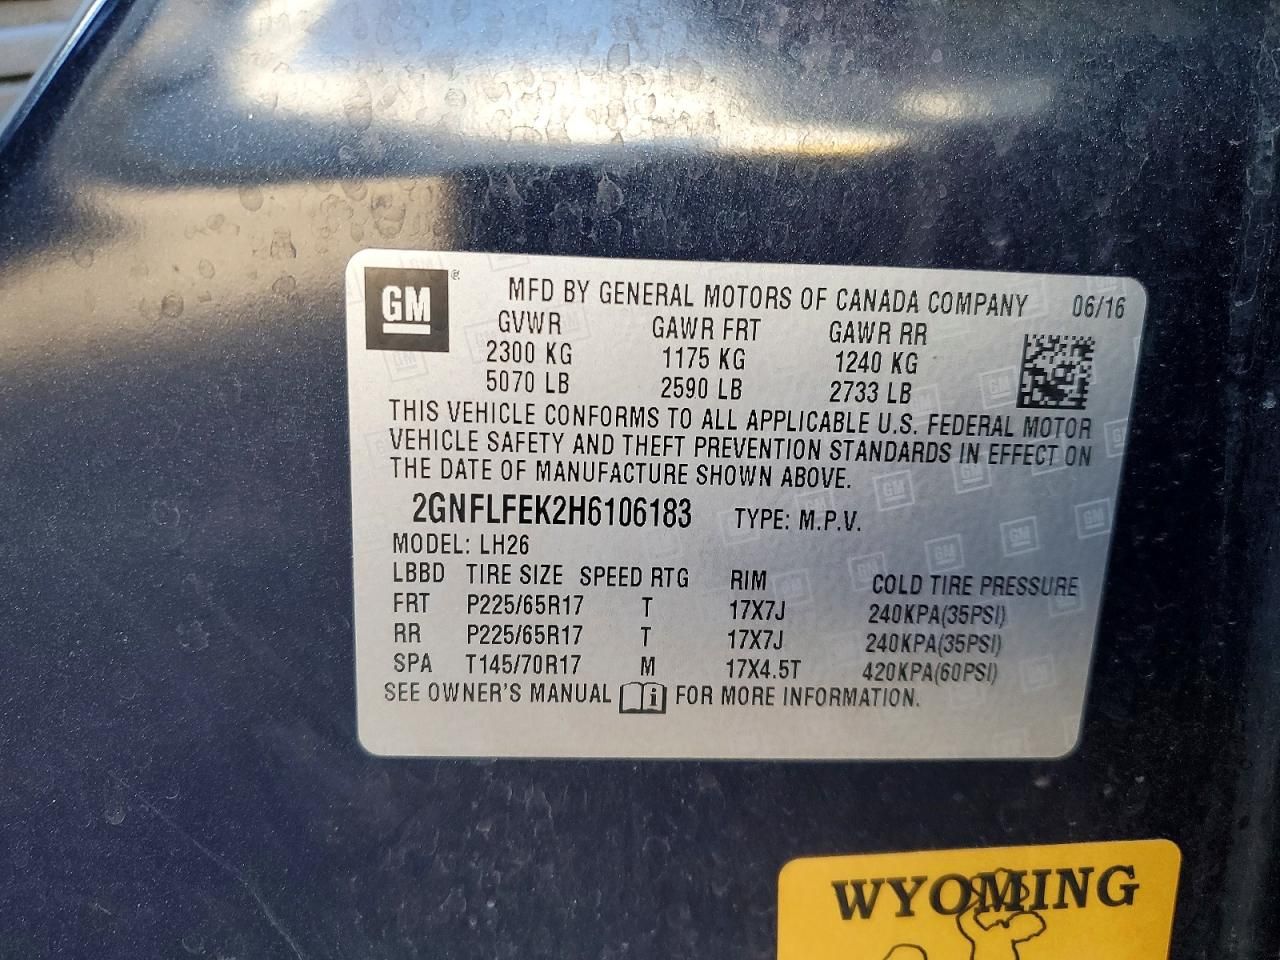 GM ® MFD BY GENERAL MOTORS OF CANADA COMPANY 06/16
GVWR GAWR FRT GAWR RR
2300 KG 1175 KG 1240 KG
5070 LB 2590 LB 2733 LB
THIS VEHICLE CONFORMS TO ALL APPLICABLE U.S. FEDERAL MOTOR
VEHICLE SAFETY AND THEFT PREVENTION STANDARDS IN EFFECT ON
THE DATE OF MANUFACTURE SHOWN ABOVE.
2GNFLFEK2H6106183 TYPE: M.P.V.
MODEL: LH26
LBBD TIRE SIZE SPEED RTG RIM COLD TIRE PRESSURE
FRT P225/65R17 T 17X7J 240KPA(35PSI)
RR P225/65R17 T 17X7J 240KPA(35PSI)
SPA T145/70R17 M 17X4.5T 420KPA(60PSI)
SEE OWNER'S MANUAL i FOR MORE INFORMATION.
WYOMING